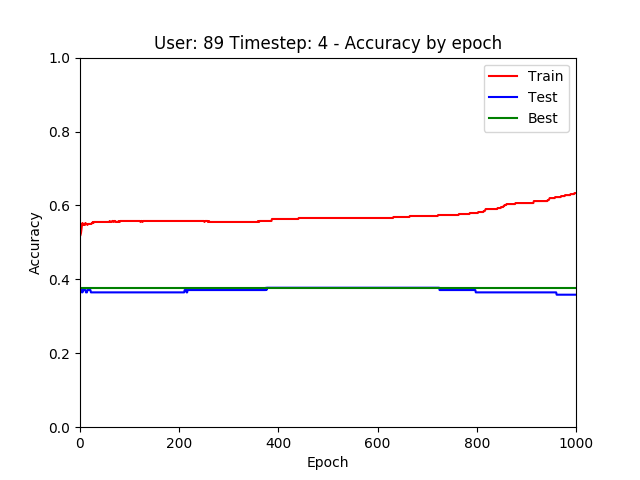 User: 89 Timestep: 4 - Accuracy by epoch
1.0
0.8
0.6
0.4
0.2
0.0
Accuracy
Train
Test
Best
0 200 400 600 800 1000
Epoch